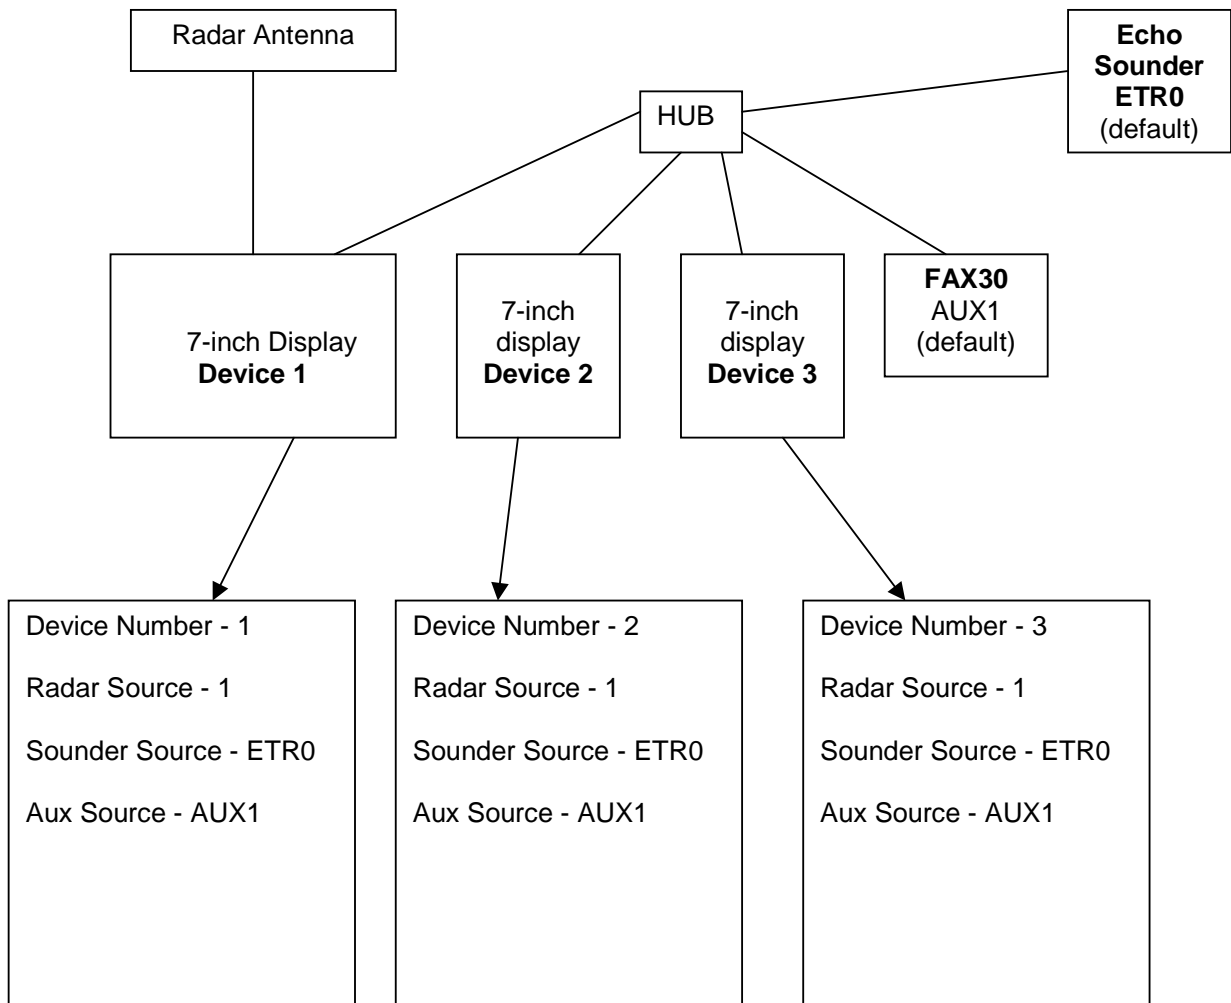 Radar Antenna
Echo
Sounder
ETR0
(default)
HUB
7-inch Display
Device 1
7-inch
display
Device 2
7-inch
display
Device 3
FAX30
AUX1
(default)
Device Number - 1
Radar Source - 1
Sounder Source - ETR0
Aux Source - AUX1
Device Number - 2
Radar Source - 1
Sounder Source - ETR0
Aux Source - AUX1
Device Number - 3
Radar Source - 1
Sounder Source - ETR0
Aux Source - AUX1